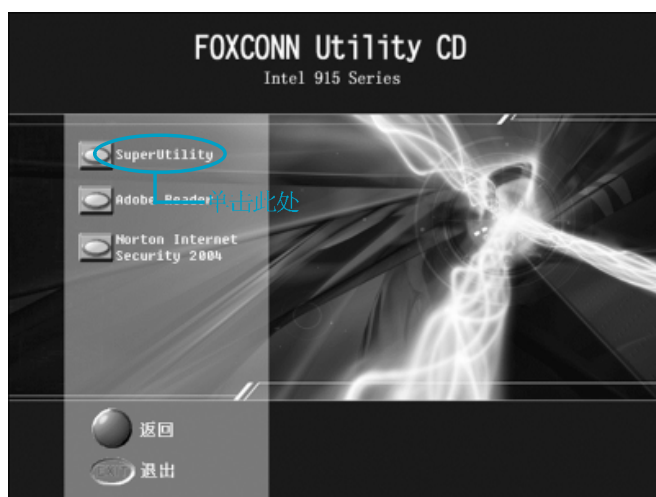 FOXCONN Utility CD
Intel 915 Series
SuperUtility
Adobe Reader
单击此处
Norton Internet
Security 2004
返回
EXIT
退出